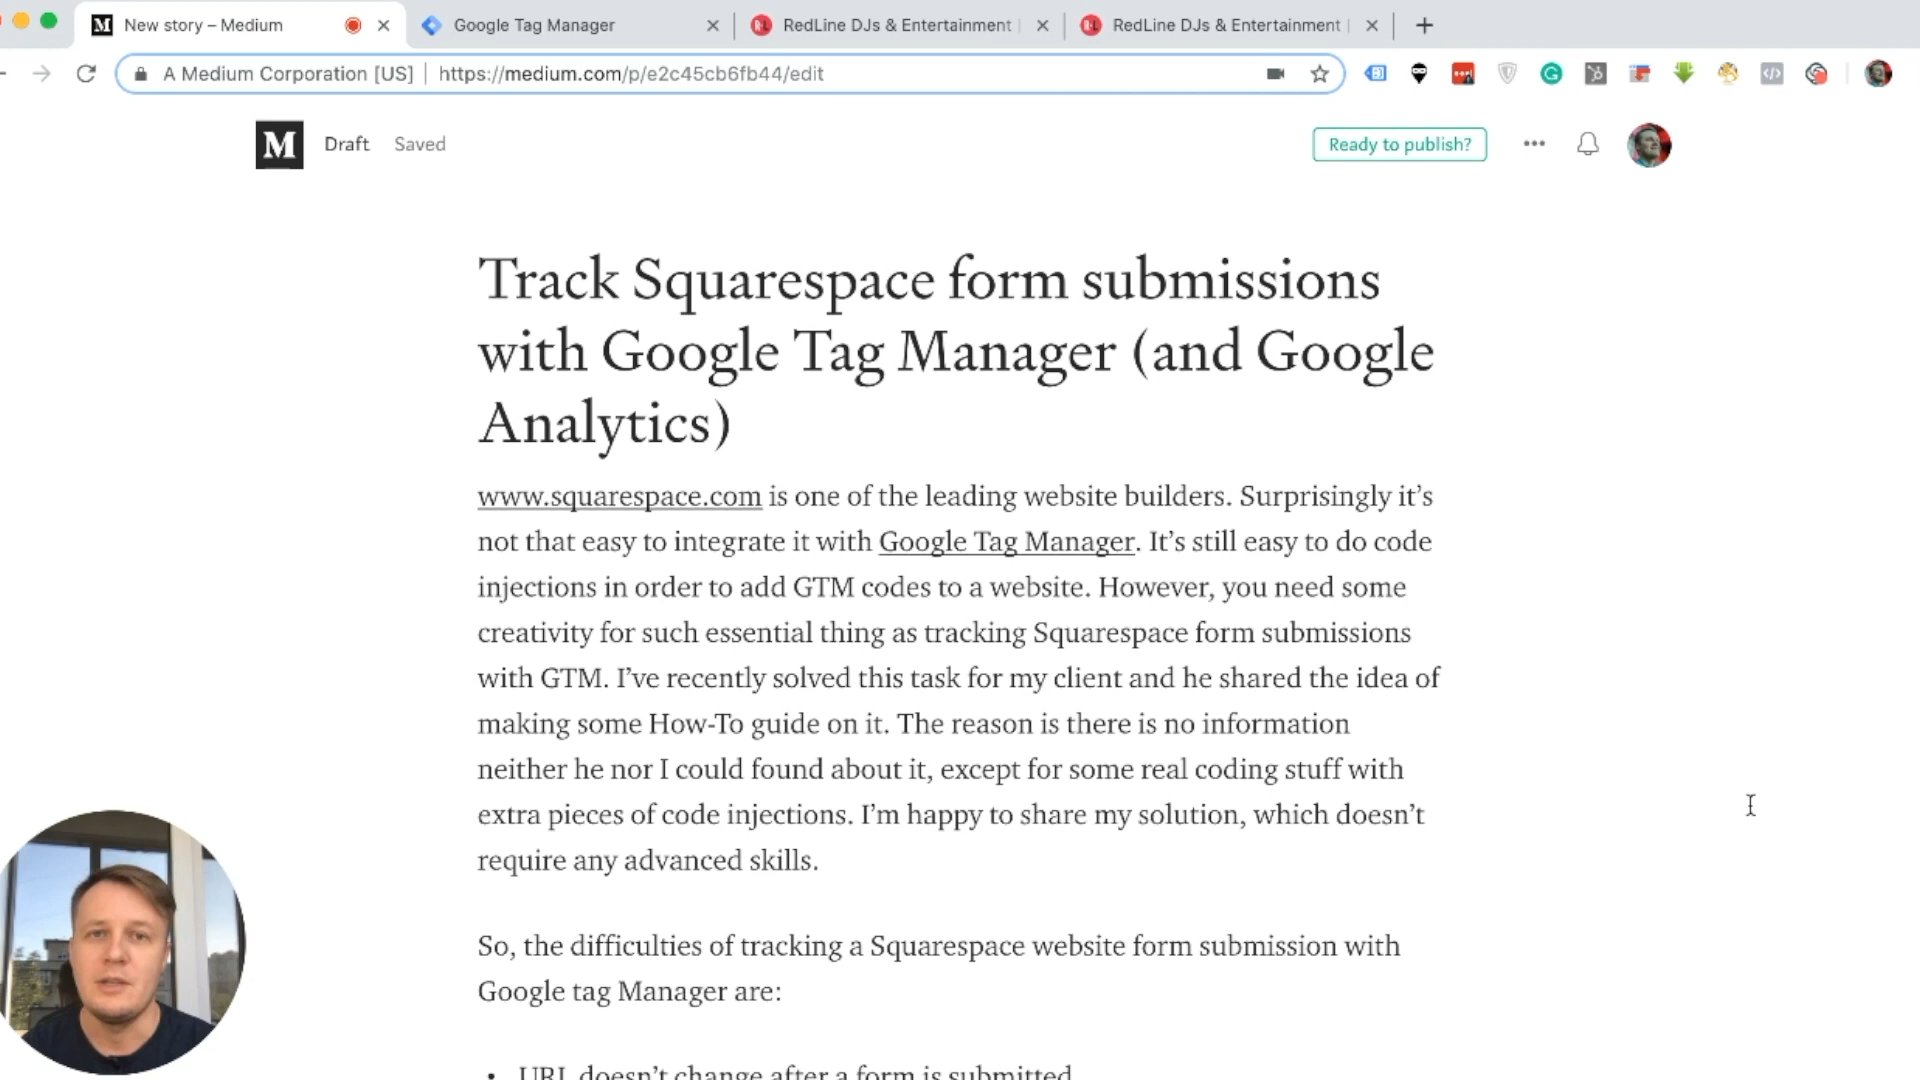 New story – Medium
Google Tag Manager
RedLine DJs & Entertainment
RedLine DJs & Entertainment
A Medium Corporation [US] | https://medium.com/p/e2c45cb6fb44/edit
M Draft Saved
Ready to publish?
Track Squarespace form submissions
with Google Tag Manager (and Google
Analytics)
www.squarespace.com is one of the leading website builders. Surprisingly it’s
not that easy to integrate it with Google Tag Manager. It’s still easy to do code
injections in order to add GTM codes to a website. However, you need some
creativity for such essential thing as tracking Squarespace form submissions
with GTM. I’ve recently solved this task for my client and he shared the idea of
making some How-To guide on it. The reason is there is no information
neither he nor I could found about it, except for some real coding stuff with
extra pieces of code injections. I’m happy to share my solution, which doesn’t
require any advanced skills.
So, the difficulties of tracking a Squarespace website form submission with
Google tag Manager are:
• URL doesn’t change after a form is submitted